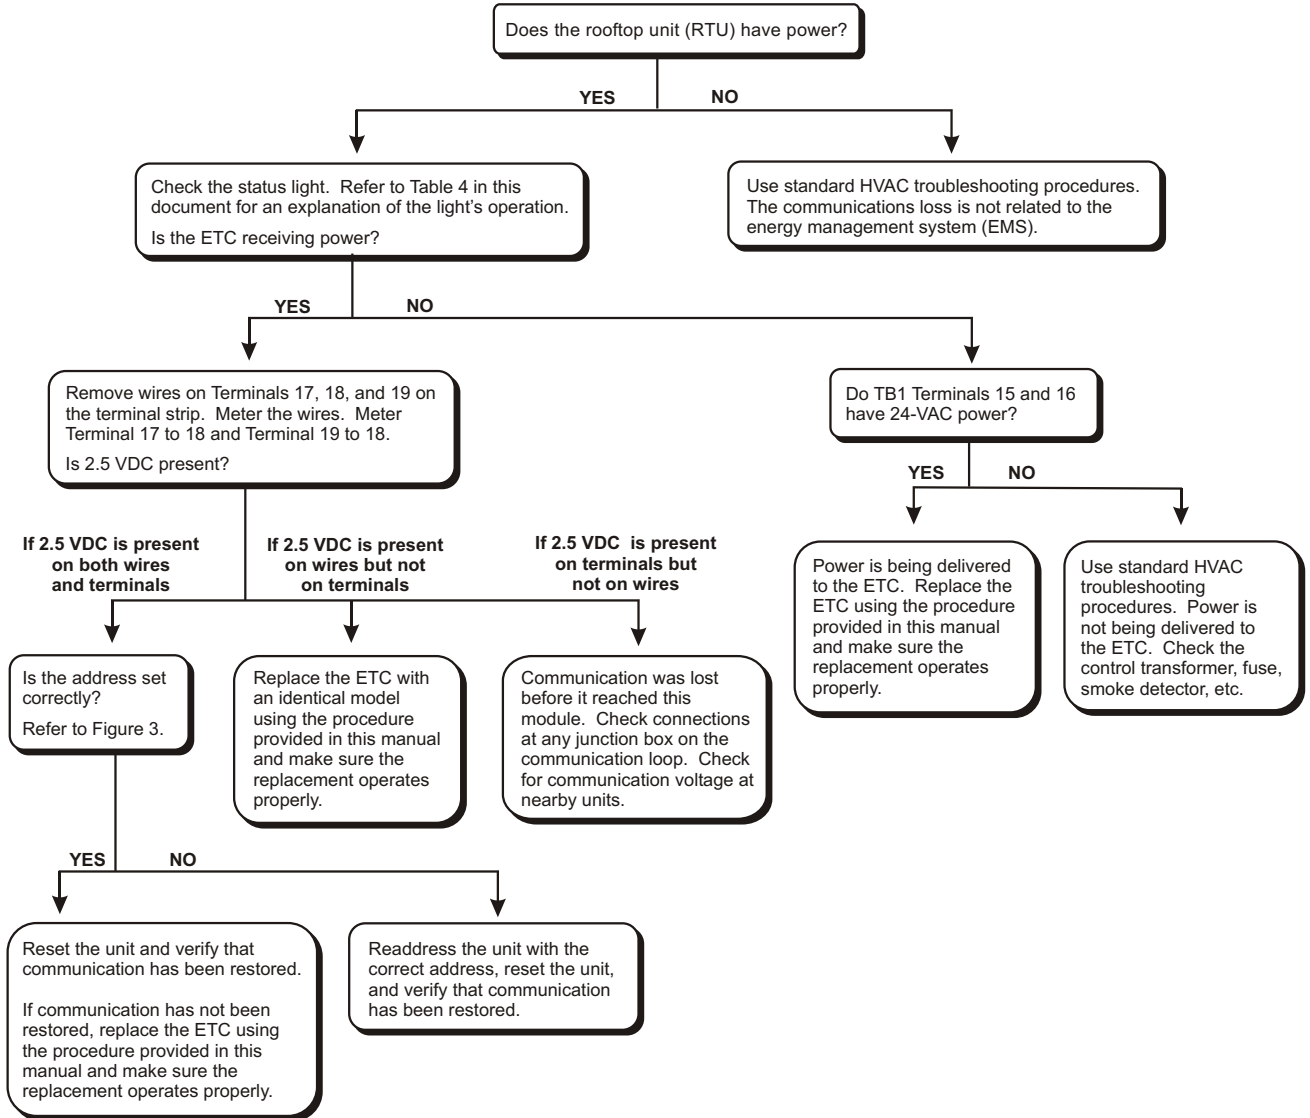 Does the rooftop unit (RTU) have power?
YES
NO
Check the status light. Refer to Table 4 in this
document for an explanation of the light's operation.
Is the ETC receiving power?
Use standard HVAC troubleshooting procedures.
The communications loss is not related to the
energy management system (EMS).
YES
NO
Remove wires on Terminals 17, 18, and 19 on
the terminal strip. Meter the wires. Meter
Terminal 17 to 18 and Terminal 19 to 18.
Is 2.5 VDC present?
Do TB1 Terminals 15 and 16
have 24-VAC power?
YES
NO
If 2.5 VDC is present
on both wires
and terminals
If 2.5 VDC is present
on wires but not
on terminals
If 2.5 VDC is present
on terminals but
not on wires
Power is being delivered
to the ETC. Replace the
ETC using the procedure
provided in this manual
and make sure the
replacement operates
properly.
Use standard HVAC
troubleshooting
procedures. Power is
not being delivered to
the ETC. Check the
control transformer, fuse,
smoke detector, etc.
Is the address set
correctly?
Refer to Figure 3.
Replace the ETC with
an identical model
using the procedure
provided in this manual
and make sure the
replacement operates
properly.
Communication was lost
before it reached this
module. Check connections
at any junction box on the
communication loop. Check
for communication voltage at
nearby units.
YES
NO
Reset the unit and verify that
communication has been restored.
If communication has not been
restored, replace the ETC using
the procedure provided in this
manual and make sure the
replacement operates properly.
Readdress the unit with the
correct address, reset the unit,
and verify that communication
has been restored.